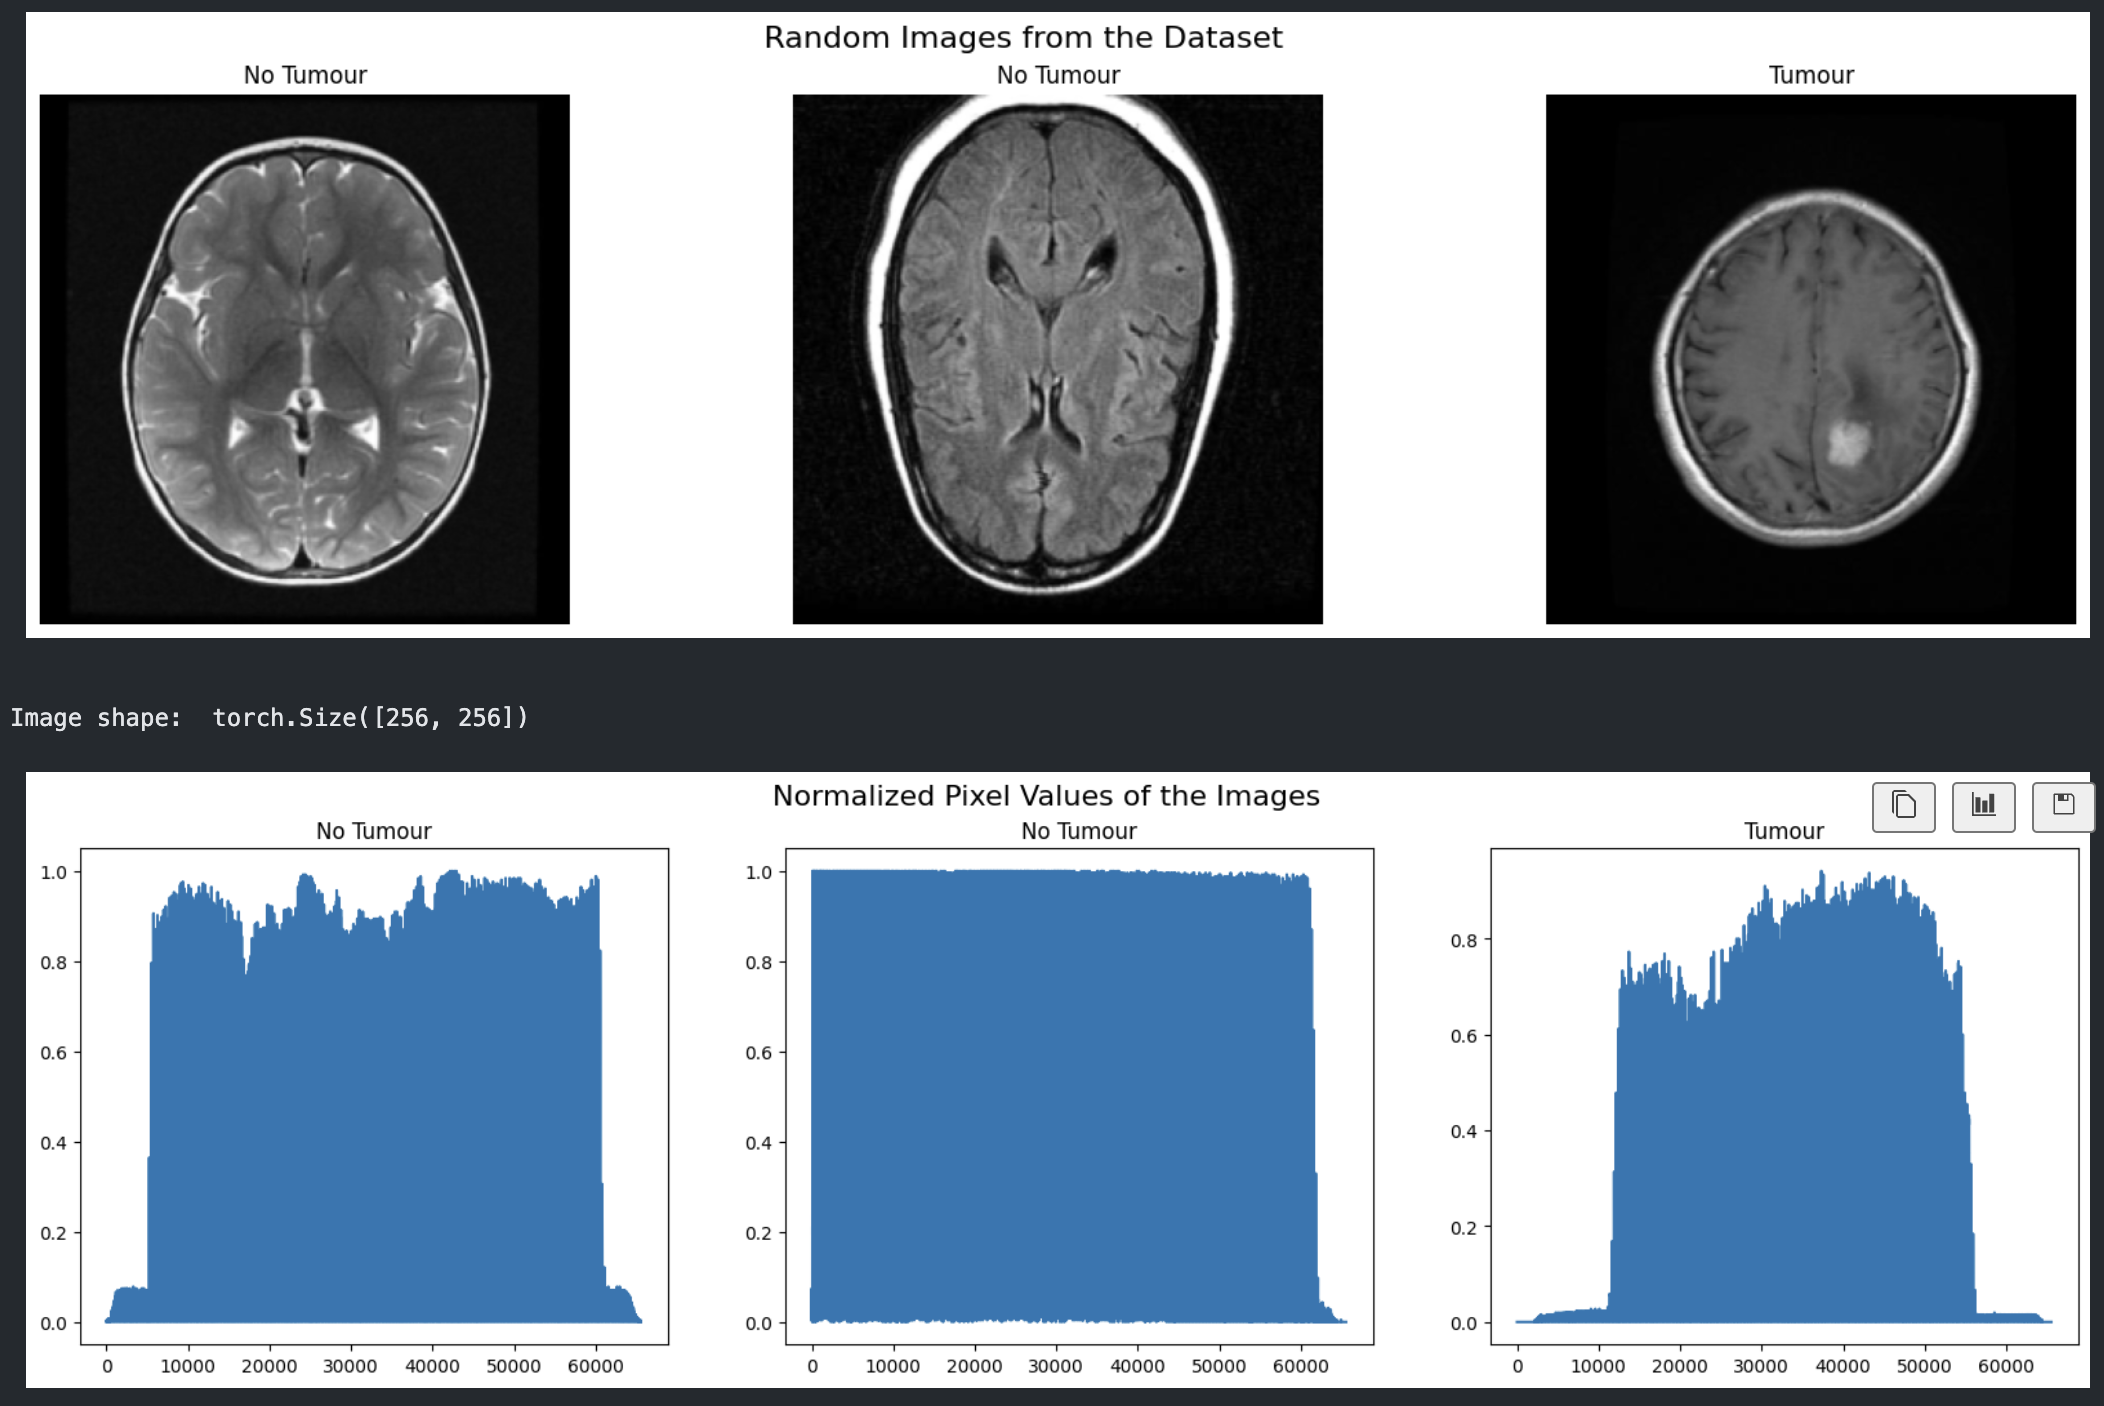 Random Images from the Dataset
No Tumour
No Tumour
Tumour
Image shape:  torch.Size([256, 256])
Normalized Pixel Values of the Images
No Tumour
No Tumour
Tumour
1.0
0.8
0.6
0.4
0.2
0.0
0 10000 20000 30000 40000 50000 60000
1.0
0.8
0.6
0.4
0.2
0.0
0 10000 20000 30000 40000 50000 60000
0.8
0.6
0.4
0.2
0.0
0 10000 20000 30000 40000 50000 60000